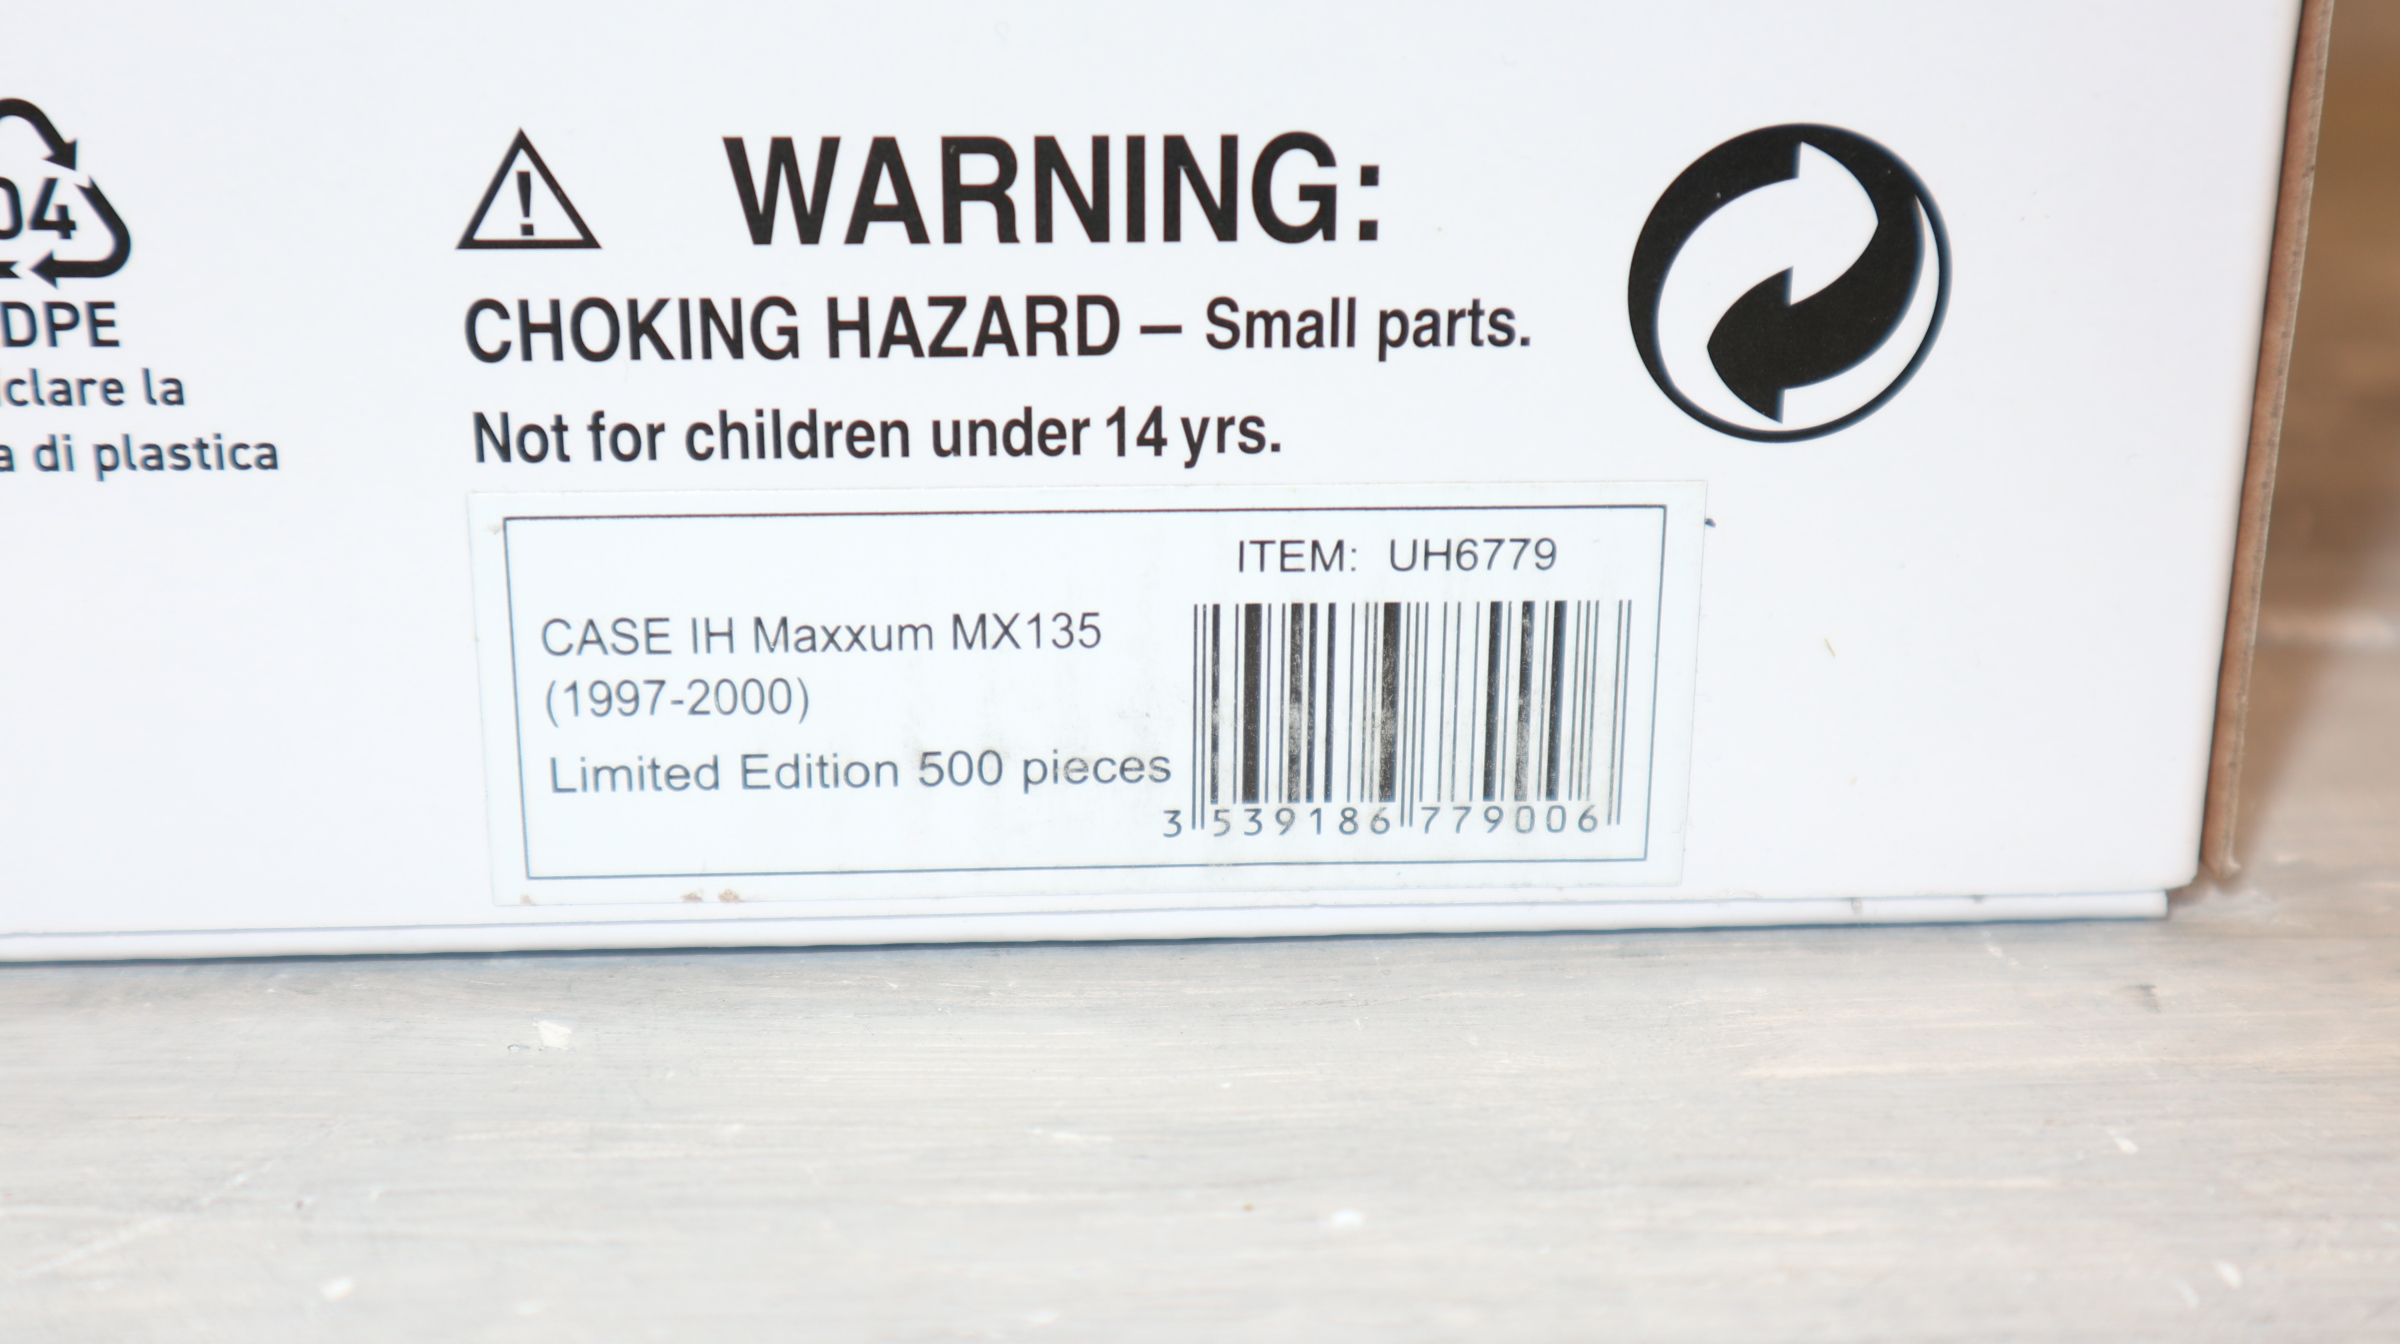 04
DPE
clare la
a di plastica
WARNING:
CHOKING HAZARD – Small parts.
Not for children under 14 yrs.
ITEM: UH6779
CASE IH Maxxum MX135
(1997-2000)
Limited Edition 500 pieces
3 539186 779006